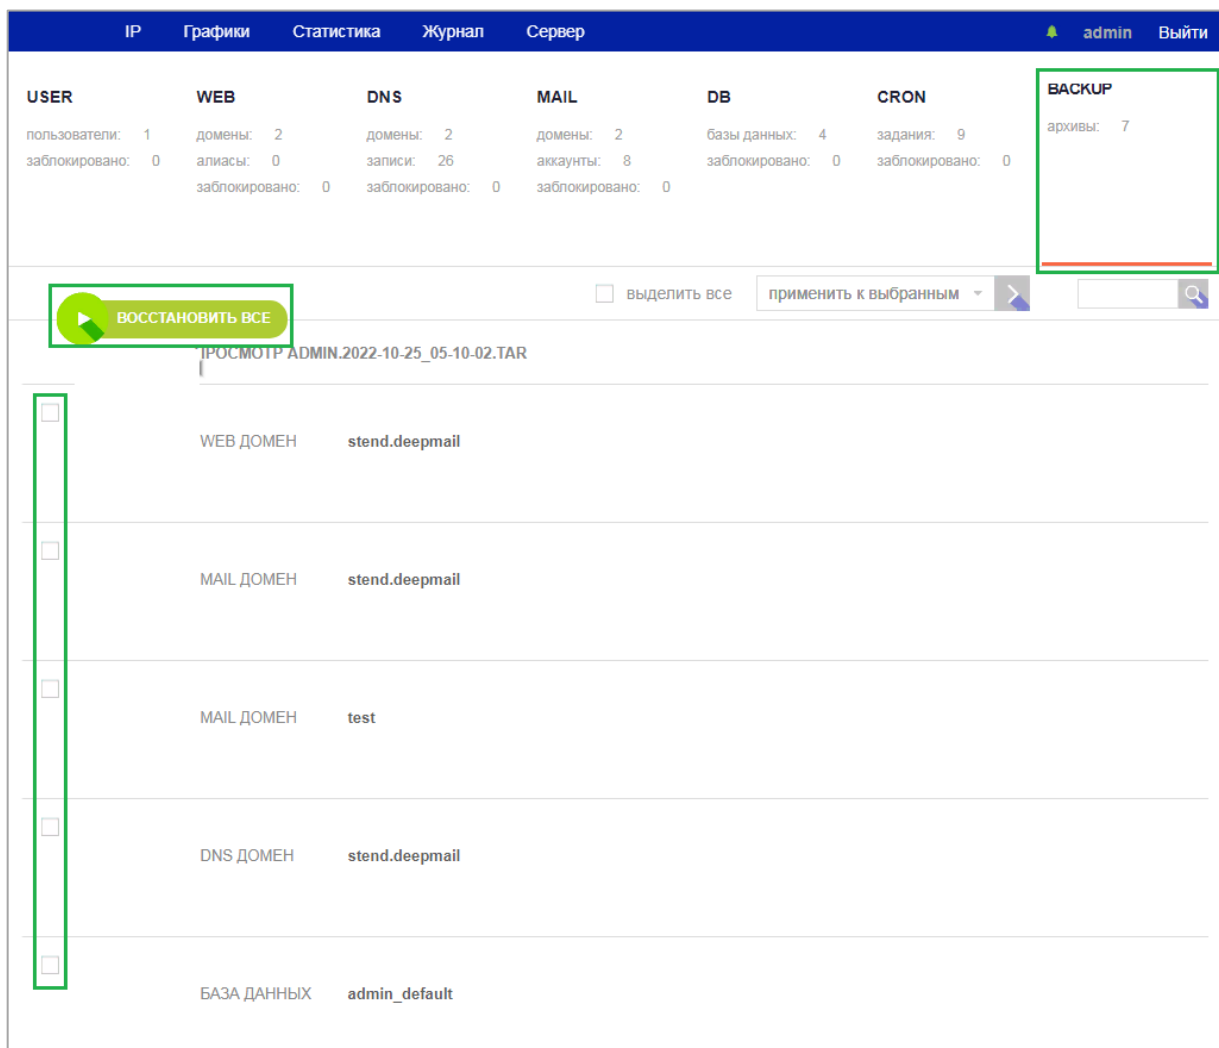 IP Графики Статистика Журнал Сервер admin Выйти
USER WEB DNS MAIL DB CRON BACKUP
пользователи: 1 домены: 2 домены: 2 домены: 2 базы данных: 4 задания: 9 архивы: 7
заблокировано: 0 алиасы: 0 записи: 26 аккаунты: 8 заблокировано: 0 заблокировано: 0
заблокировано: 0 заблокировано: 0 заблокировано: 0
выделить все применить к выбранным
ВОССТАНОВИТЬ ВСЕ
ПРОСМОТР ADMIN.2022-10-25_05-10-02.TAR
WEB ДОМЕН stend.deepmail
MAIL ДОМЕН stend.deepmail
MAIL ДОМЕН test
DNS ДОМЕН stend.deepmail
БАЗА ДАННЫХ admin_default